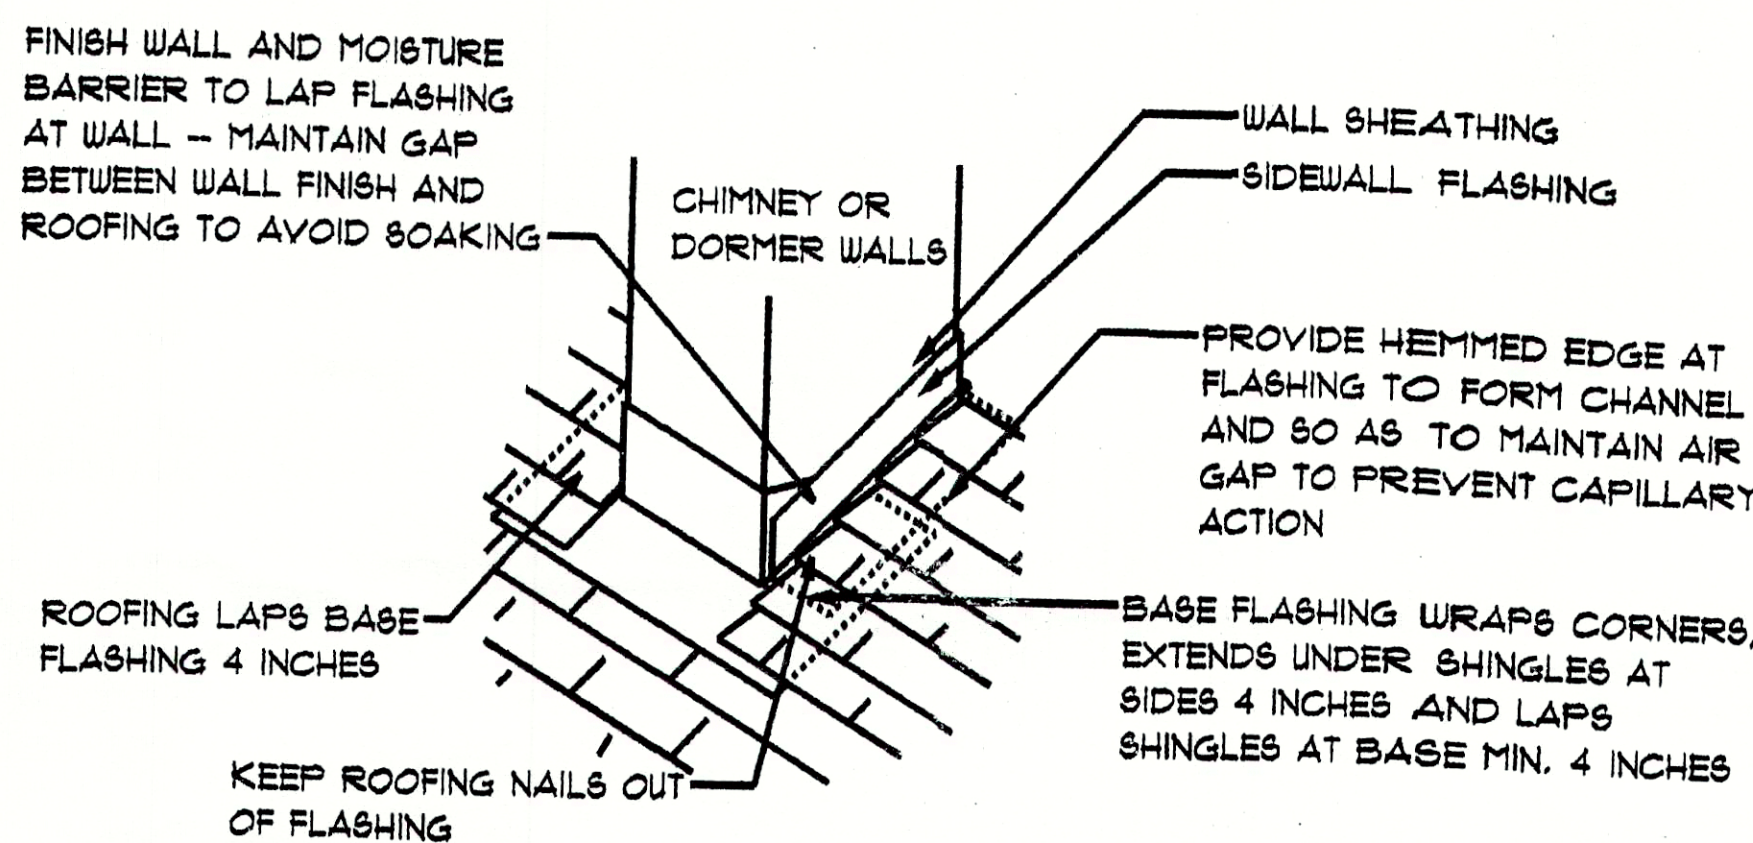 FINISH WALL AND MOISTURE
BARRIER TO LAP FLASHING
AT WALL -- MAINTAIN GAP
BETWEEN WALL FINISH AND
ROOFING TO AVOID SOAKING
CHIMNEY OR
DORMER WALLS
WALL SHEATHING
SIDEWALL FLASHING
PROVIDE HEMMED EDGE AT
FLASHING TO FORM CHANNEL
AND SO AS TO MAINTAIN AIR
GAP TO PREVENT CAPILLARY
ACTION
ROOFING LAPS BASE
FLASHING 4 INCHES
BASE FLASHING WRAPS CORNERS,
EXTENDS UNDER SHINGLES AT
SIDES 4 INCHES AND LAPS
SHINGLES AT BASE MIN. 4 INCHES
KEEP ROOFING NAILS OUT
OF FLASHING